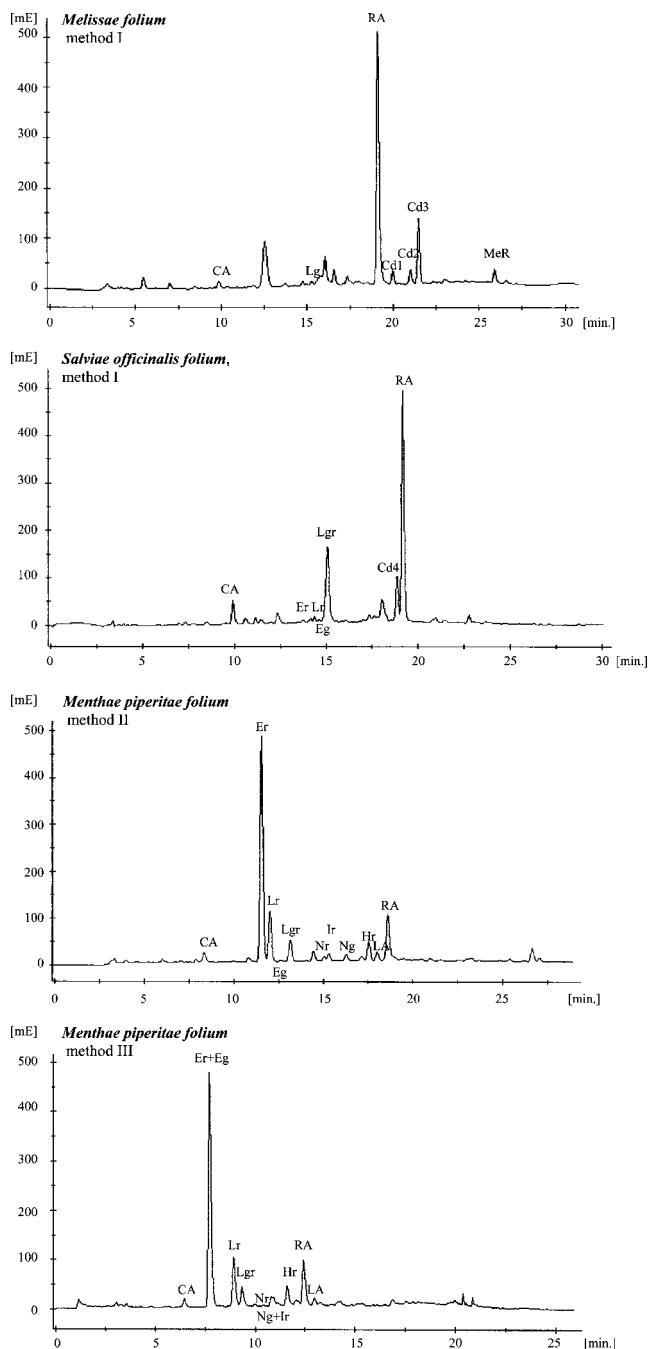 [mE]
Melissae folium
method I
RA
500
400
300
200
100
0
CA
Lg
Cd1
Cd2
Cd3
MeR
0 5 10 15 20 25 30 [min.]
[mE]
Salviae officinalis folium,
method I
RA
500
400
300
200
100
0
CA
Er Lr
Eg
Lgr
Cd4
0 5 10 15 20 25 30 [min.]
[mE]
Menthae piperitae folium
method II
Er
500
400
300
200
100
0
CA
Lr
Eg
Lgr
Nr
Ir
Ng
Hr
LA
RA
0 5 10 15 20 25 [min.]
[mE]
Menthae piperitae folium
method III
Er+Eg
500
400
300
200
100
0
CA
Lr
Lgr
Nr
Ng+Ir
Hr
RA
LA
0 5 10 15 20 25 [min.]